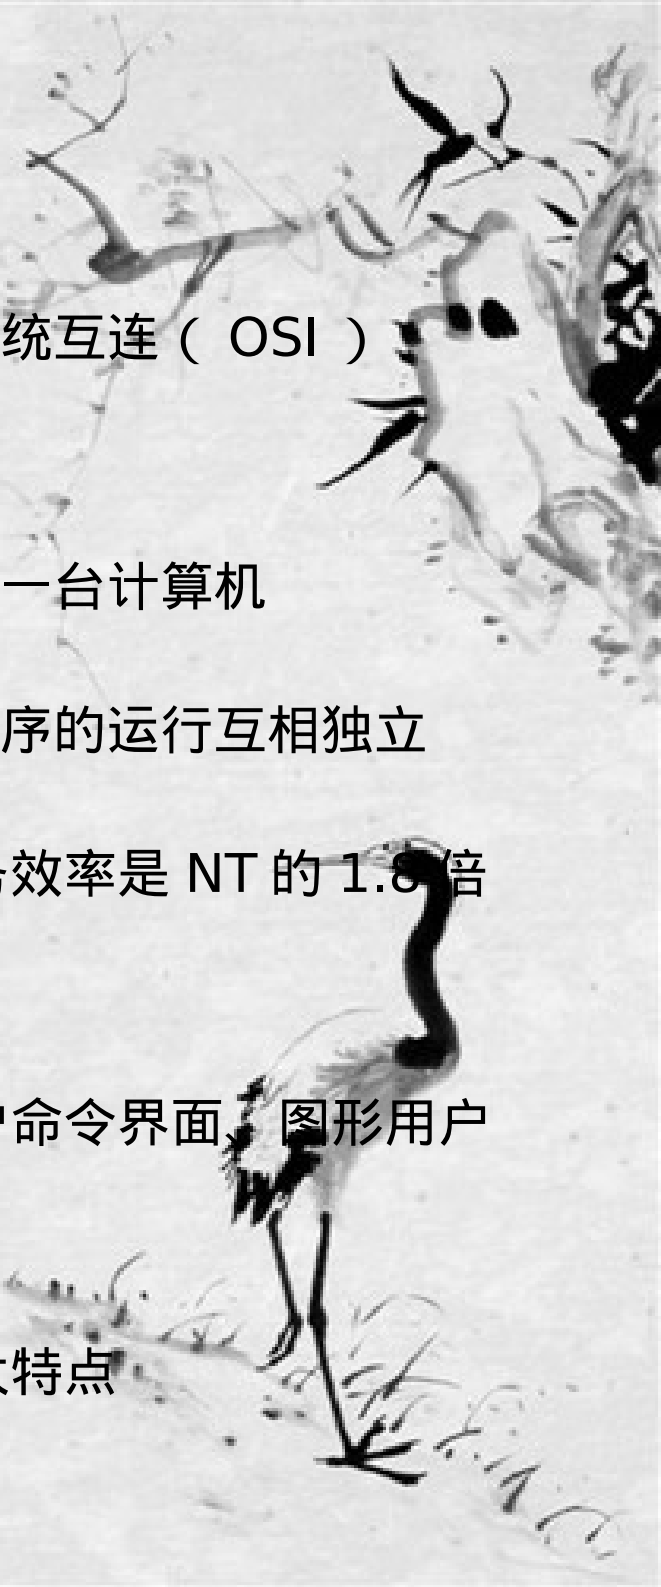 统互连（ OSI ）
一台计算机
序的运行互相独立
效率是 NT 的 1.8 倍
命令界面、图形用户
特点